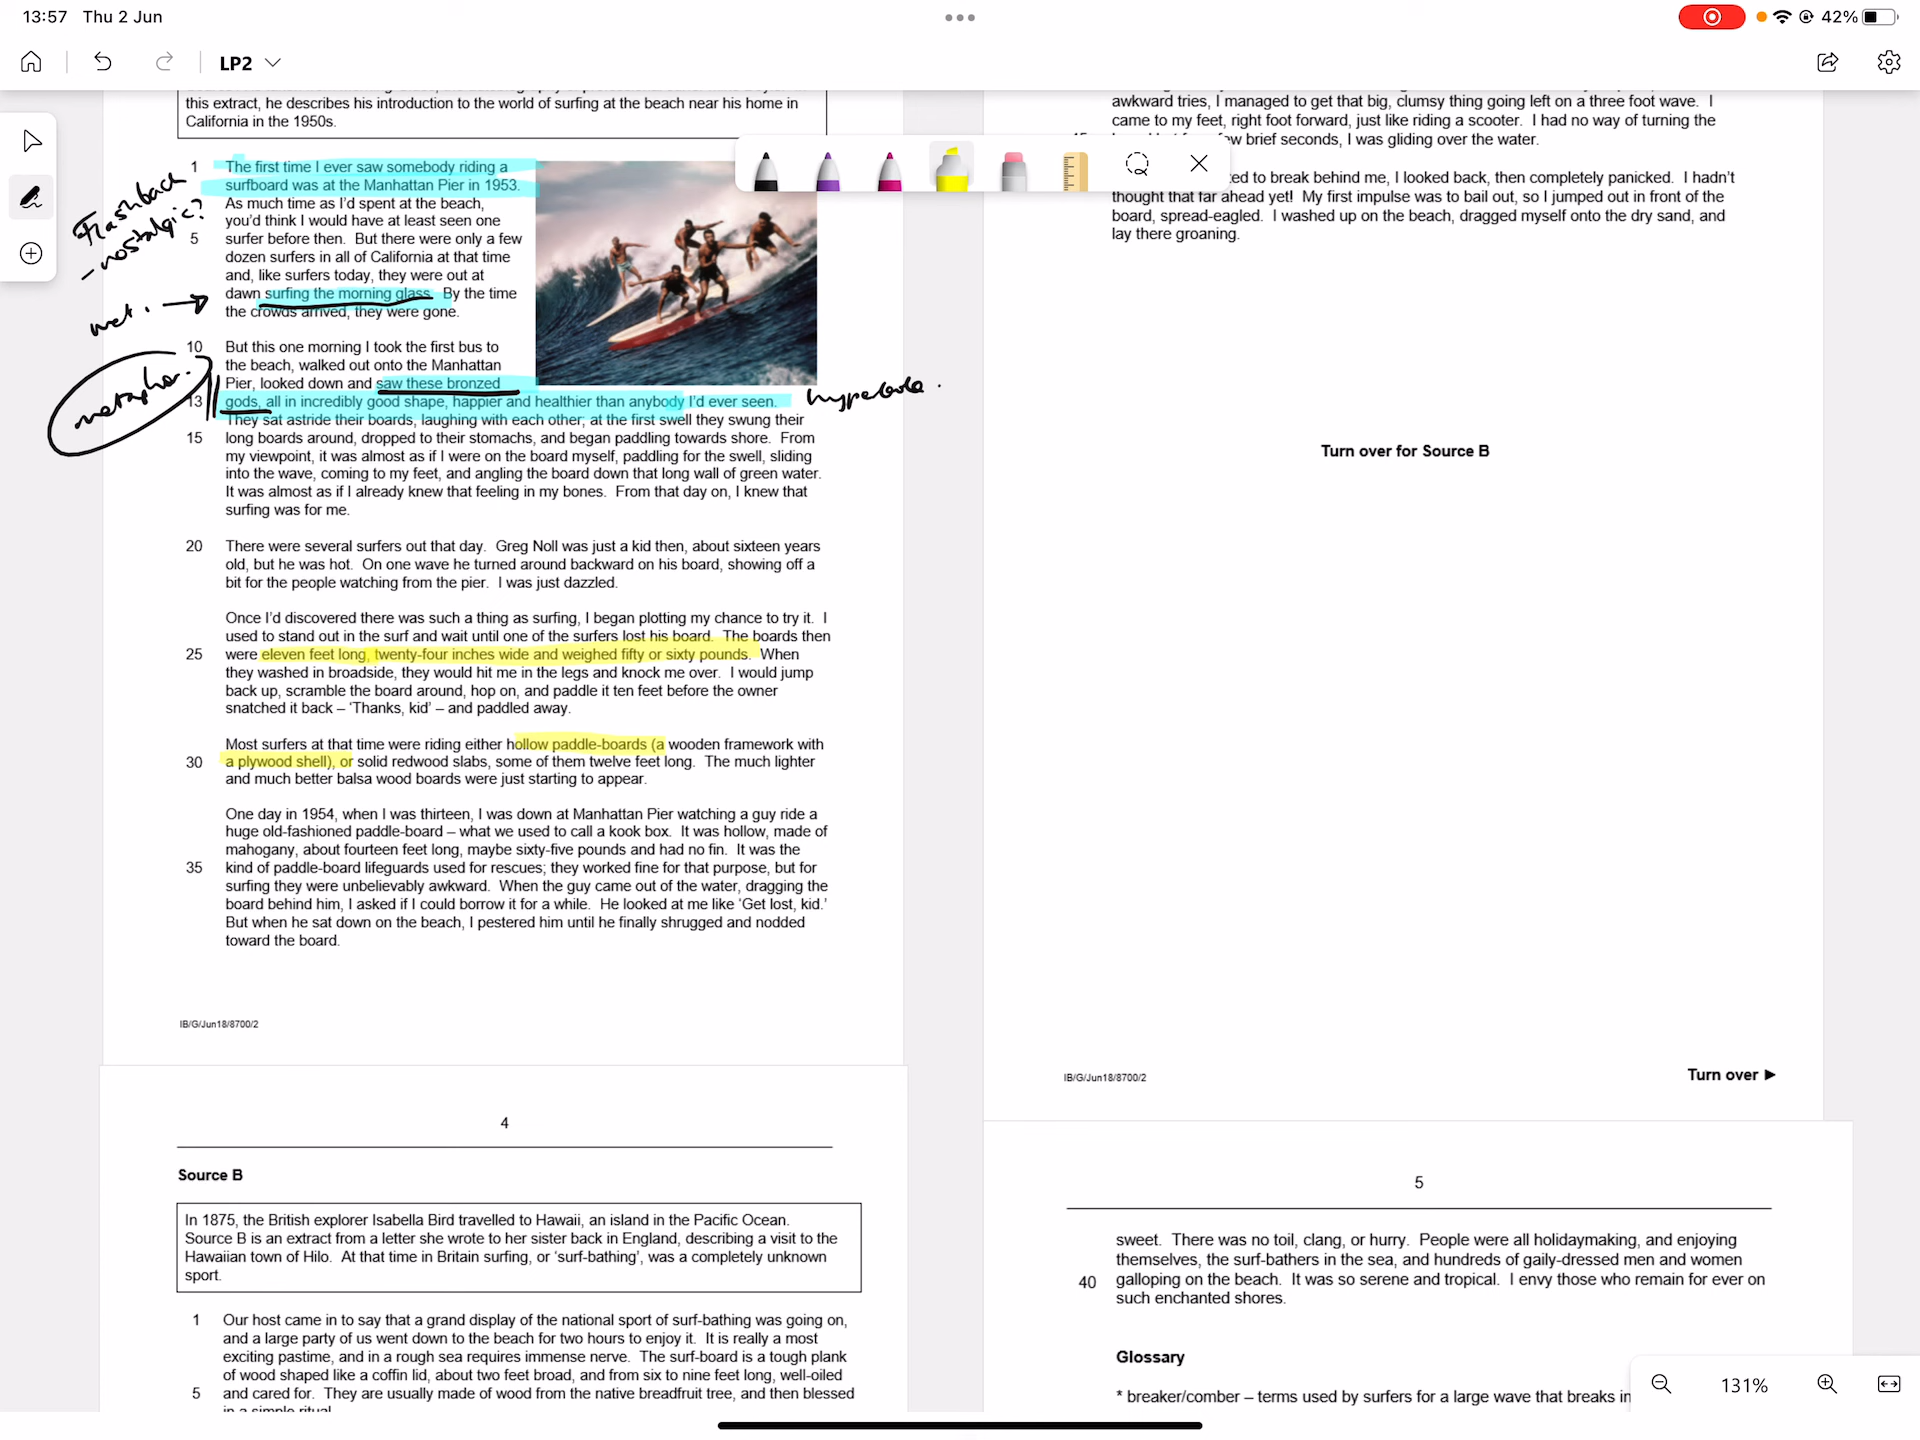 13:57 Thu 2 Jun
42%
LP2
this extract, he describes his introduction to the world of surfing at the beach near his home in
California in the 1950s.
1 The first time I ever saw somebody riding a
surfboard was at the Manhattan Pier in 1953.
As much time as I'd spent at the beach,
you'd think I would have at least seen one
5 surfer before then. But there were only a few
dozen surfers in all of California at that time
and, like surfers today, they were out at
dawn surfing the morning glass. By the time
the crowds arrived, they were gone.
Flashback
- nostalgic?
met.
10 But this one morning I took the first bus to
the beach, walked out onto the Manhattan
Pier, looked down and saw these bronzed
13 gods, all in incredibly good shape, happier and healthier than anybody I'd ever seen.
They sat astride their boards, laughing with each other; at the first swell they swung their
15 long boards around, dropped to their stomachs, and began paddling towards shore. From
my viewpoint, it was almost as if I were on the board myself, paddling for the swell, sliding
into the wave, coming to my feet, and angling the board down that long wall of green water.
It was almost as if I already knew that feeling in my bones. From that day on, I knew that
surfing was for me.
metaphor.
hyperbole.
20 There were several surfers out that day. Greg Noll was just a kid then, about sixteen years
old, but he was hot. On one wave he turned around backward on his board, showing off a
bit for the people watching from the pier. I was just dazzled.
Once I'd discovered there was such a thing as surfing, I began plotting my chance to try it. I
used to stand out in the surf and wait until one of the surfers lost his board. The boards then
25 were eleven feet long, twenty-four inches wide and weighed fifty or sixty pounds. When
they washed in broadside, they would hit me in the legs and knock me over. I would jump
back up, scramble the board around, hop on, and paddle it ten feet before the owner
snatched it back – 'Thanks, kid' – and paddled away.
Most surfers at that time were riding either hollow paddle-boards (a wooden framework with
30 a plywood shell), or solid redwood slabs, some of them twelve feet long. The much lighter
and much better balsa wood boards were just starting to appear.
One day in 1954, when I was thirteen, I was down at Manhattan Pier watching a guy ride a
huge old-fashioned paddle-board – what we used to call a kook box. It was hollow, made of
mahogany, about fourteen feet long, maybe sixty-five pounds and had no fin. It was the
35 kind of paddle-board lifeguards used for rescues; they worked fine for that purpose, but for
surfing they were unbelievably awkward. When the guy came out of the water, dragging the
board behind him, I asked if I could borrow it for a while. He looked at me like 'Get lost, kid.'
But when he sat down on the beach, I pestered him until he finally shrugged and nodded
toward the board.
IB/G/Jun18/8700/2
awkward tries, I managed to get that big, clumsy thing going left on a three foot wave. I
came to my feet, right foot forward, just like riding a scooter. I had no way of turning the
brief seconds, I was gliding over the water.
to break behind me, I looked back, then completely panicked. I hadn't
thought that far ahead yet! My first impulse was to bail out, so I jumped out in front of the
board, spread-eagled. I washed up on the beach, dragged myself onto the dry sand, and
lay there groaning.
Turn over for Source B
IB/G/Jun18/8700/2
Turn over ►
4
Source B
In 1875, the British explorer Isabella Bird travelled to Hawaii, an island in the Pacific Ocean.
Source B is an extract from a letter she wrote to her sister back in England, describing a visit to the
Hawaiian town of Hilo. At that time in Britain surfing, or 'surf-bathing', was a completely unknown
sport.
1 Our host came in to say that a grand display of the national sport of surf-bathing was going on,
and a large party of us went down to the beach for two hours to enjoy it. It is really a most
exciting pastime, and in a rough sea requires immense nerve. The surf-board is a tough plank
of wood shaped like a coffin lid, about two feet broad, and from six to nine feet long, well-oiled
5 and cared for. They are usually made of wood from the native breadfruit tree, and then blessed
in a simple ritual.
5
sweet. There was no toil, clang, or hurry. People were all holidaymaking, and enjoying
themselves, the surf-bathers in the sea, and hundreds of gaily-dressed men and women
40 galloping on the beach. It was so serene and tropical. I envy those who remain for ever on
such enchanted shores.
Glossary
* breaker/comber – terms used by surfers for a large wave that breaks in
131%